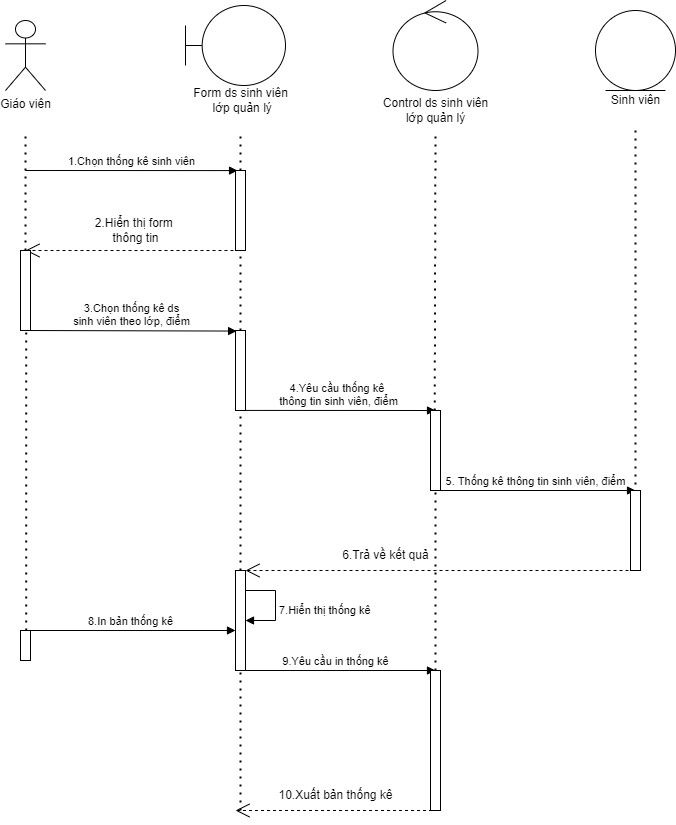 Giáo viên
Form ds sinh viên
lớp quản lý
Control ds sinh viên
lớp quản lý
Sinh viên
1.Chọn thống kê sinh viên
2.Hiển thị form
thông tin
3.Chọn thống kê ds
sinh viên theo lớp, điểm
4.Yêu cầu thống kê
thông tin sinh viên, điểm
5. Thống kê thông tin sinh viên, điểm
6.Trả về kết quả
7.Hiển thị thống kê
8.In bản thống kê
9.Yêu cầu in thống kê
10.Xuất bản thống kê